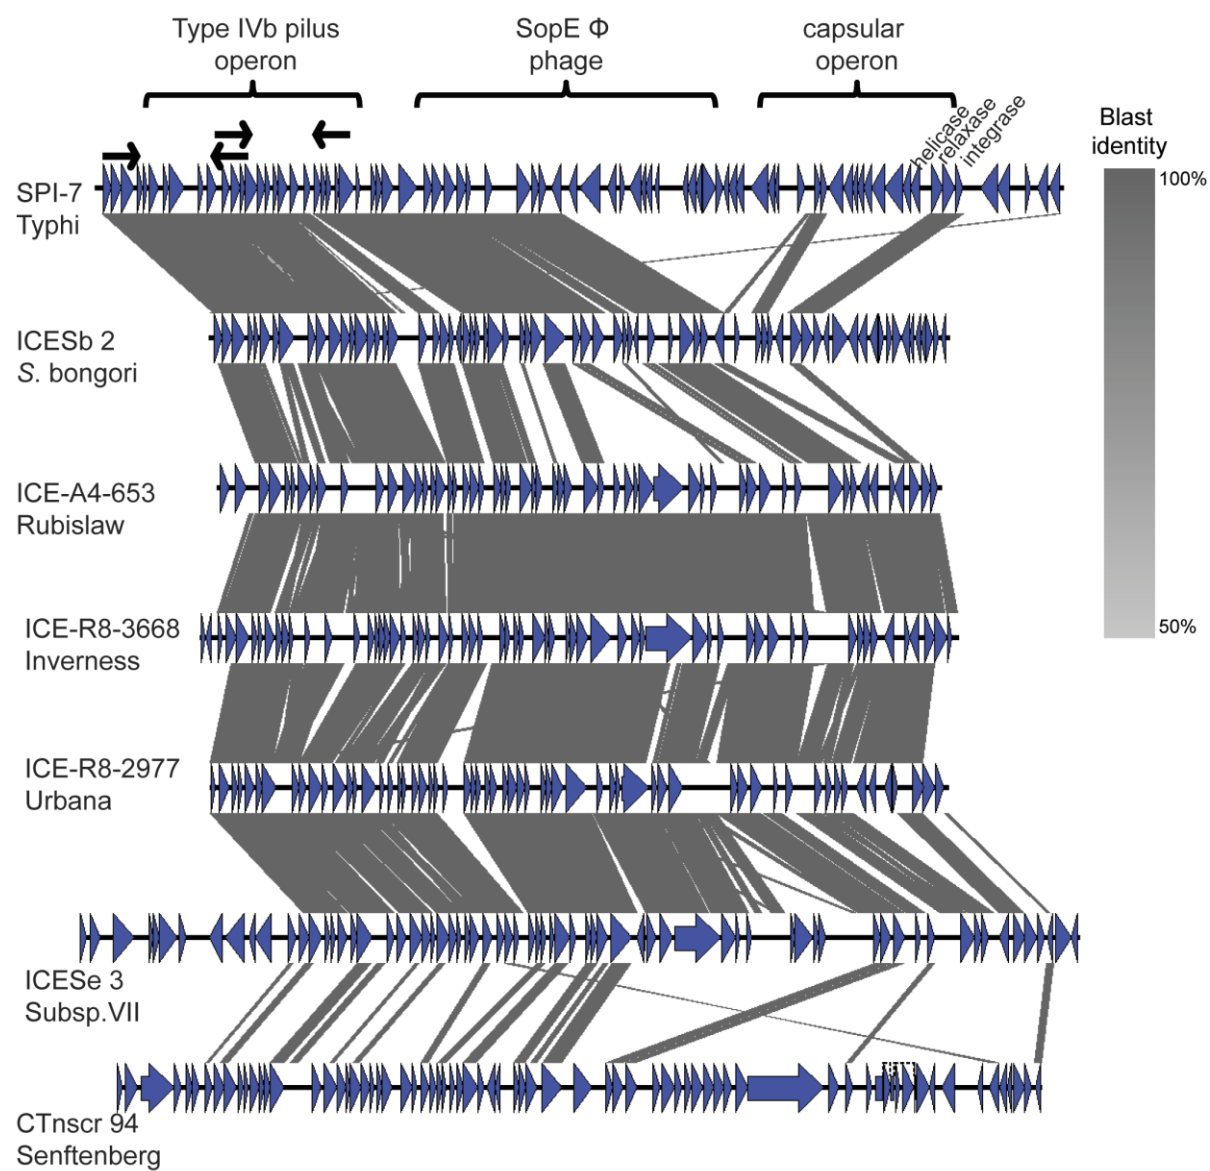 Type IVb pilus
operon
SopE Φ
phage
capsular
operon
helicase
relaxase
integrase
Blast
identity
100%
50%
SPI-7
Typhi
ICESb 2
S. bongori
ICE-A4-653
Rubislaw
ICE-R8-3668
Inverness
ICE-R8-2977
Urbana
ICESe 3
Subsp.VII
CTnscr 94
Senftenberg